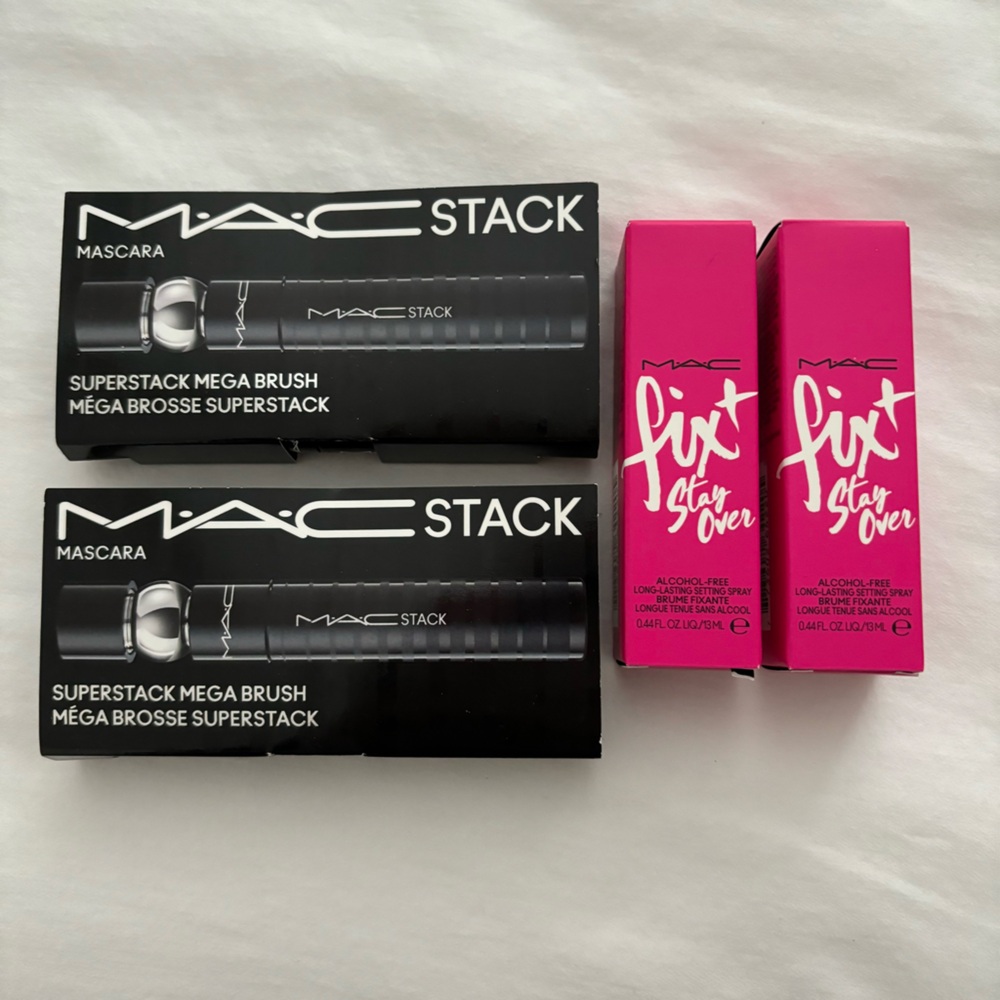 M·A·C STACK
MASCARA
M·A·C
M·A·C STACK
SUPERSTACK MEGA BRUSH
MÉGA BROSSE SUPERSTACK
M·A·C STACK
MASCARA
M·A·C
M·A·C STACK
SUPERSTACK MEGA BRUSH
MÉGA BROSSE SUPERSTACK
M·A·C
fix+
Stay
Over
ALCOHOL-FREE
LONG-LASTING SETTING SPRAY
BRUME FIXANTE
LONGUE TENUE SANS ALCOOL
0.44 FL. OZ. LIQ./13 ML ℮
M·A·C
fix+
Stay
Over
ALCOHOL-FREE
LONG-LASTING SETTING SPRAY
BRUME FIXANTE
LONGUE TENUE SANS ALCOOL
0.44 FL. OZ. LIQ./13 ML ℮